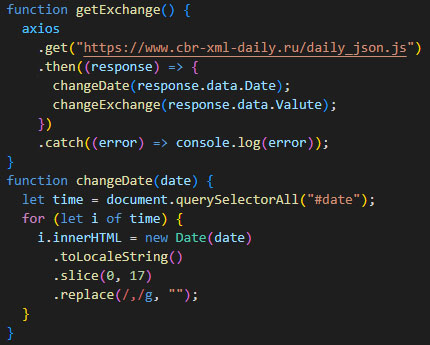 function getExchange() {
  axios
    .get("https://www.cbr-xml-daily.ru/daily_json.js")
    .then((response) => {
      changeDate(response.data.Date);
      changeExchange(response.data.Valute);
    })
    .catch((error) => console.log(error));
}
function changeDate(date) {
  let time = document.querySelectorAll("#date");
  for (let i of time) {
    i.innerHTML = new Date(date)
      .toLocaleString()
      .slice(0, 17)
      .replace(/,/g, "");
  }
}